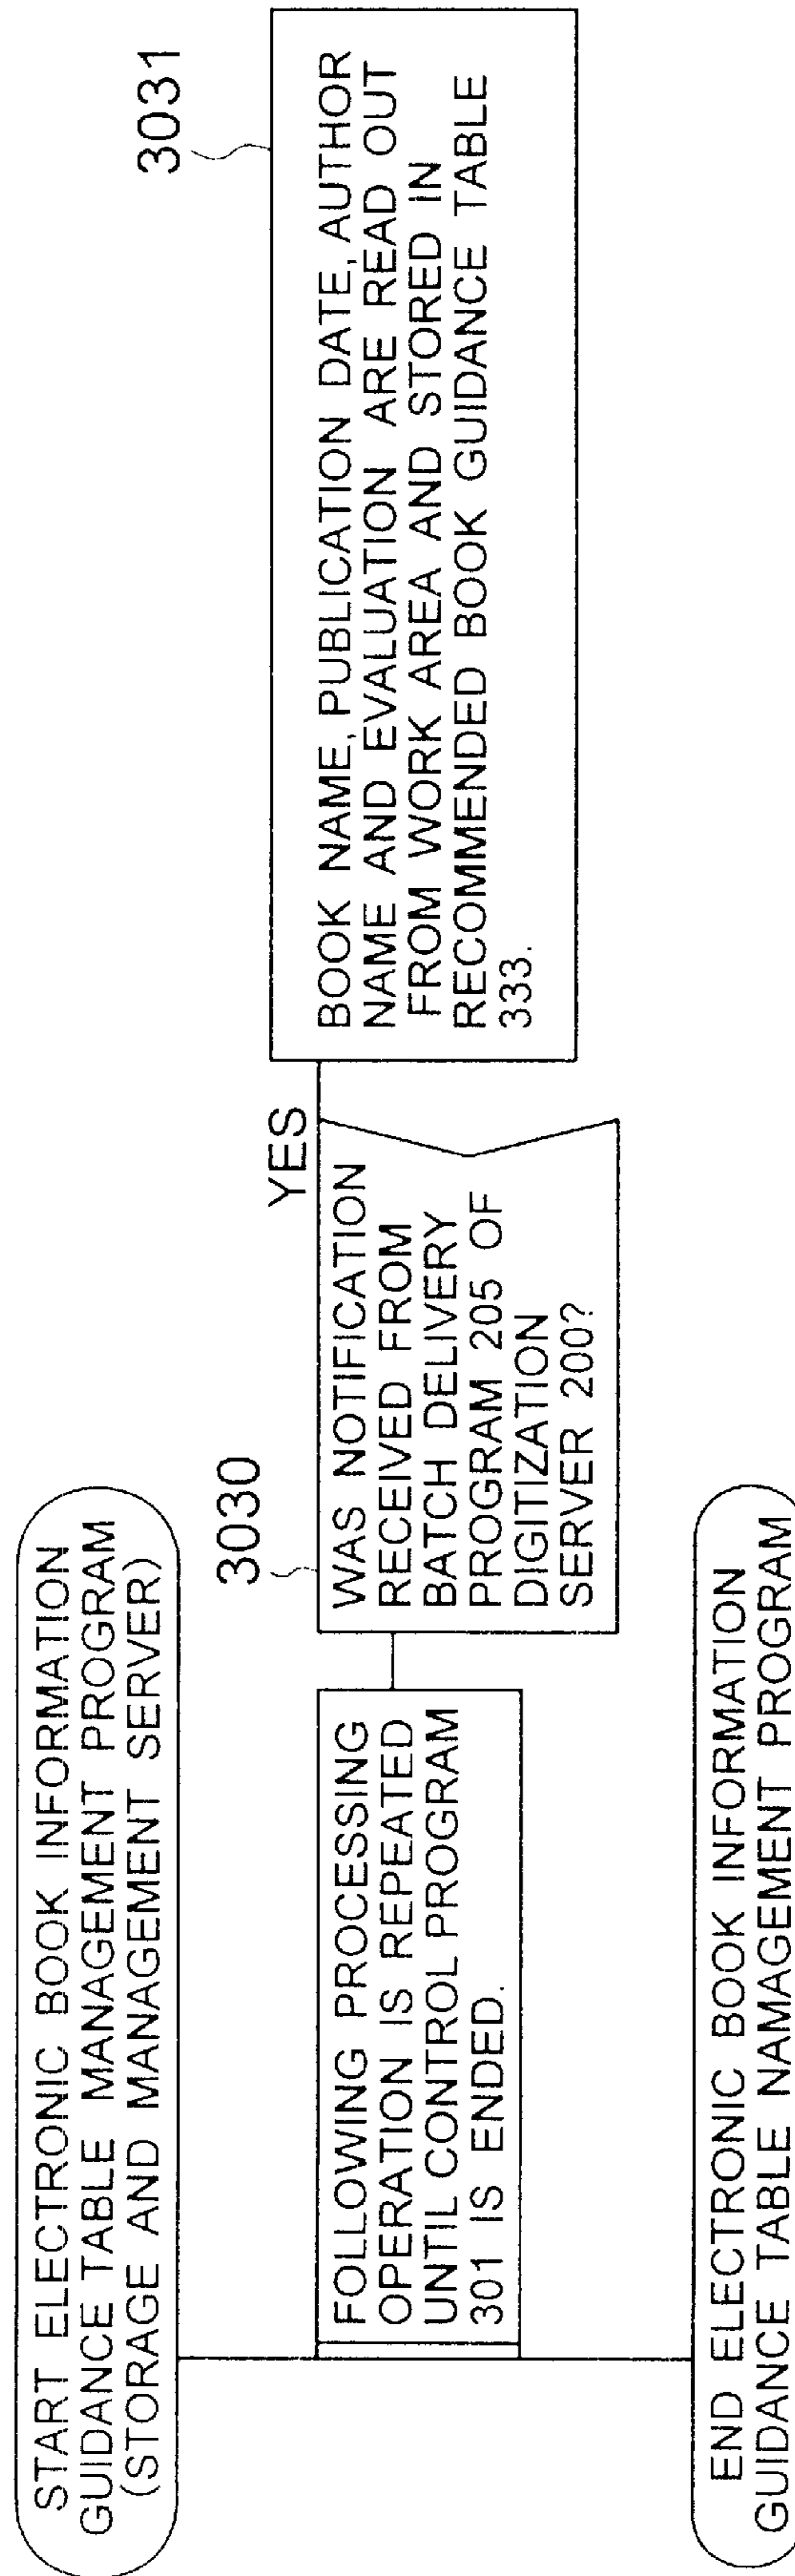 START ELECTRONIC BOOK INFORMATION
GUIDANCE TABLE MANAGEMENT PROGRAM
(STORAGE AND MANAGEMENT SERVER)
FOLLOWING PROCESSING
OPERATION IS REPEATED
UNTIL CONTROL PROGRAM
301 IS ENDED.
3030
WAS NOTIFICATION
RECEIVED FROM
BATCH DELIVERY
PROGRAM 205 OF
DIGITIZATION
SERVER 200?
YES
3031
BOOK NAME, PUBLICATION DATE, AUTHOR
NAME AND EVALUATION ARE READ OUT
FROM WORK AREA AND STORED IN
RECOMMENDED BOOK GUIDANCE TABLE
333.
END ELECTRONIC BOOK INFORMATION
GUIDANCE TABLE NAMAGEMENT PROGRAM